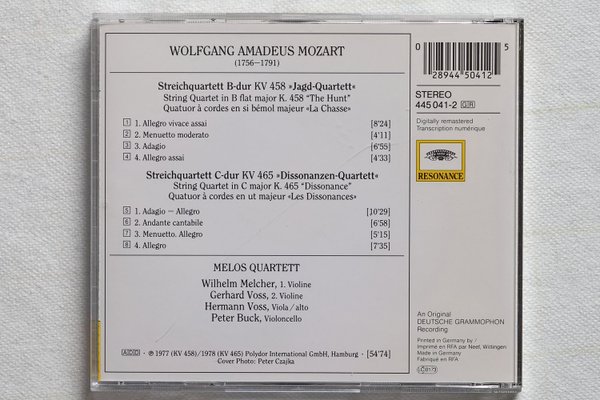 WOLFGANG AMADEUS MOZART
(1756–1791)
Streichquartett B-dur KV 458 »Jagd-Quartett«
String Quartet in B flat major K. 458 “The Hunt”
Quatuor à cordes en si bémol majeur «La Chasse»
1 1. Allegro vivace assai [8'24]
2 2. Menuetto moderato [4'11]
3 3. Adagio [6'55]
4 4. Allegro assai [4'33]
Streichquartett C-dur KV 465 »Dissonanzen-Quartett«
String Quartet in C major K. 465 “Dissonance”
Quatuor à cordes en ut majeur «Les Dissonances»
5 1. Adagio – Allegro [10'29]
6 2. Andante cantabile [6'58]
7 3. Menuetto. Allegro [5'15]
8 4. Allegro [7'35]
MELOS QUARTETT
Wilhelm Melcher, 1. Violine
Gerhard Voss, 2. Violine
Hermann Voss, Viola / alto
Peter Buck, Violoncello
ADD · ℗ 1977 (KV 458)/1978 (KV 465) Polydor International GmbH, Hamburg · [54'74]
Cover Photo: Peter Czajka
0 28944 50412 5
STEREO
445 041-2 GR
Digitally remastered
Transcription numérique
RESONANCE
An Original
DEUTSCHE GRAMMOPHON
Recording
Printed in Germany by /
Imprimé en RFA par Neef, Wittingen
Made in Germany
Fabriqué en RFA